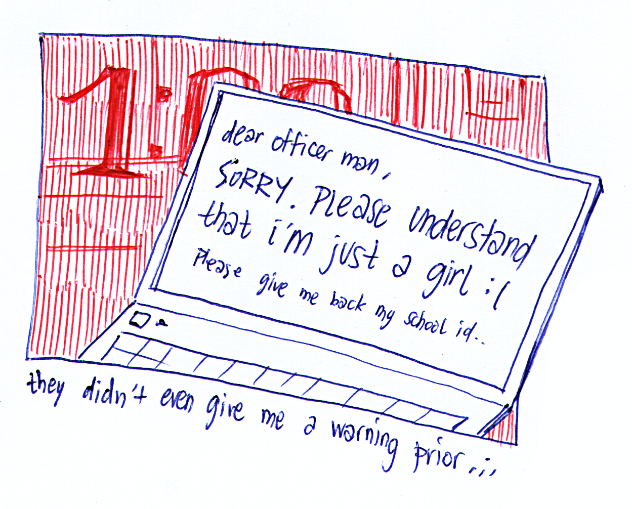 1:00
dear officer man,
SORRY. Please understand
that i'm just a girl :(
Please give me back my school id..
they didn't even give me a warning prior.,;,